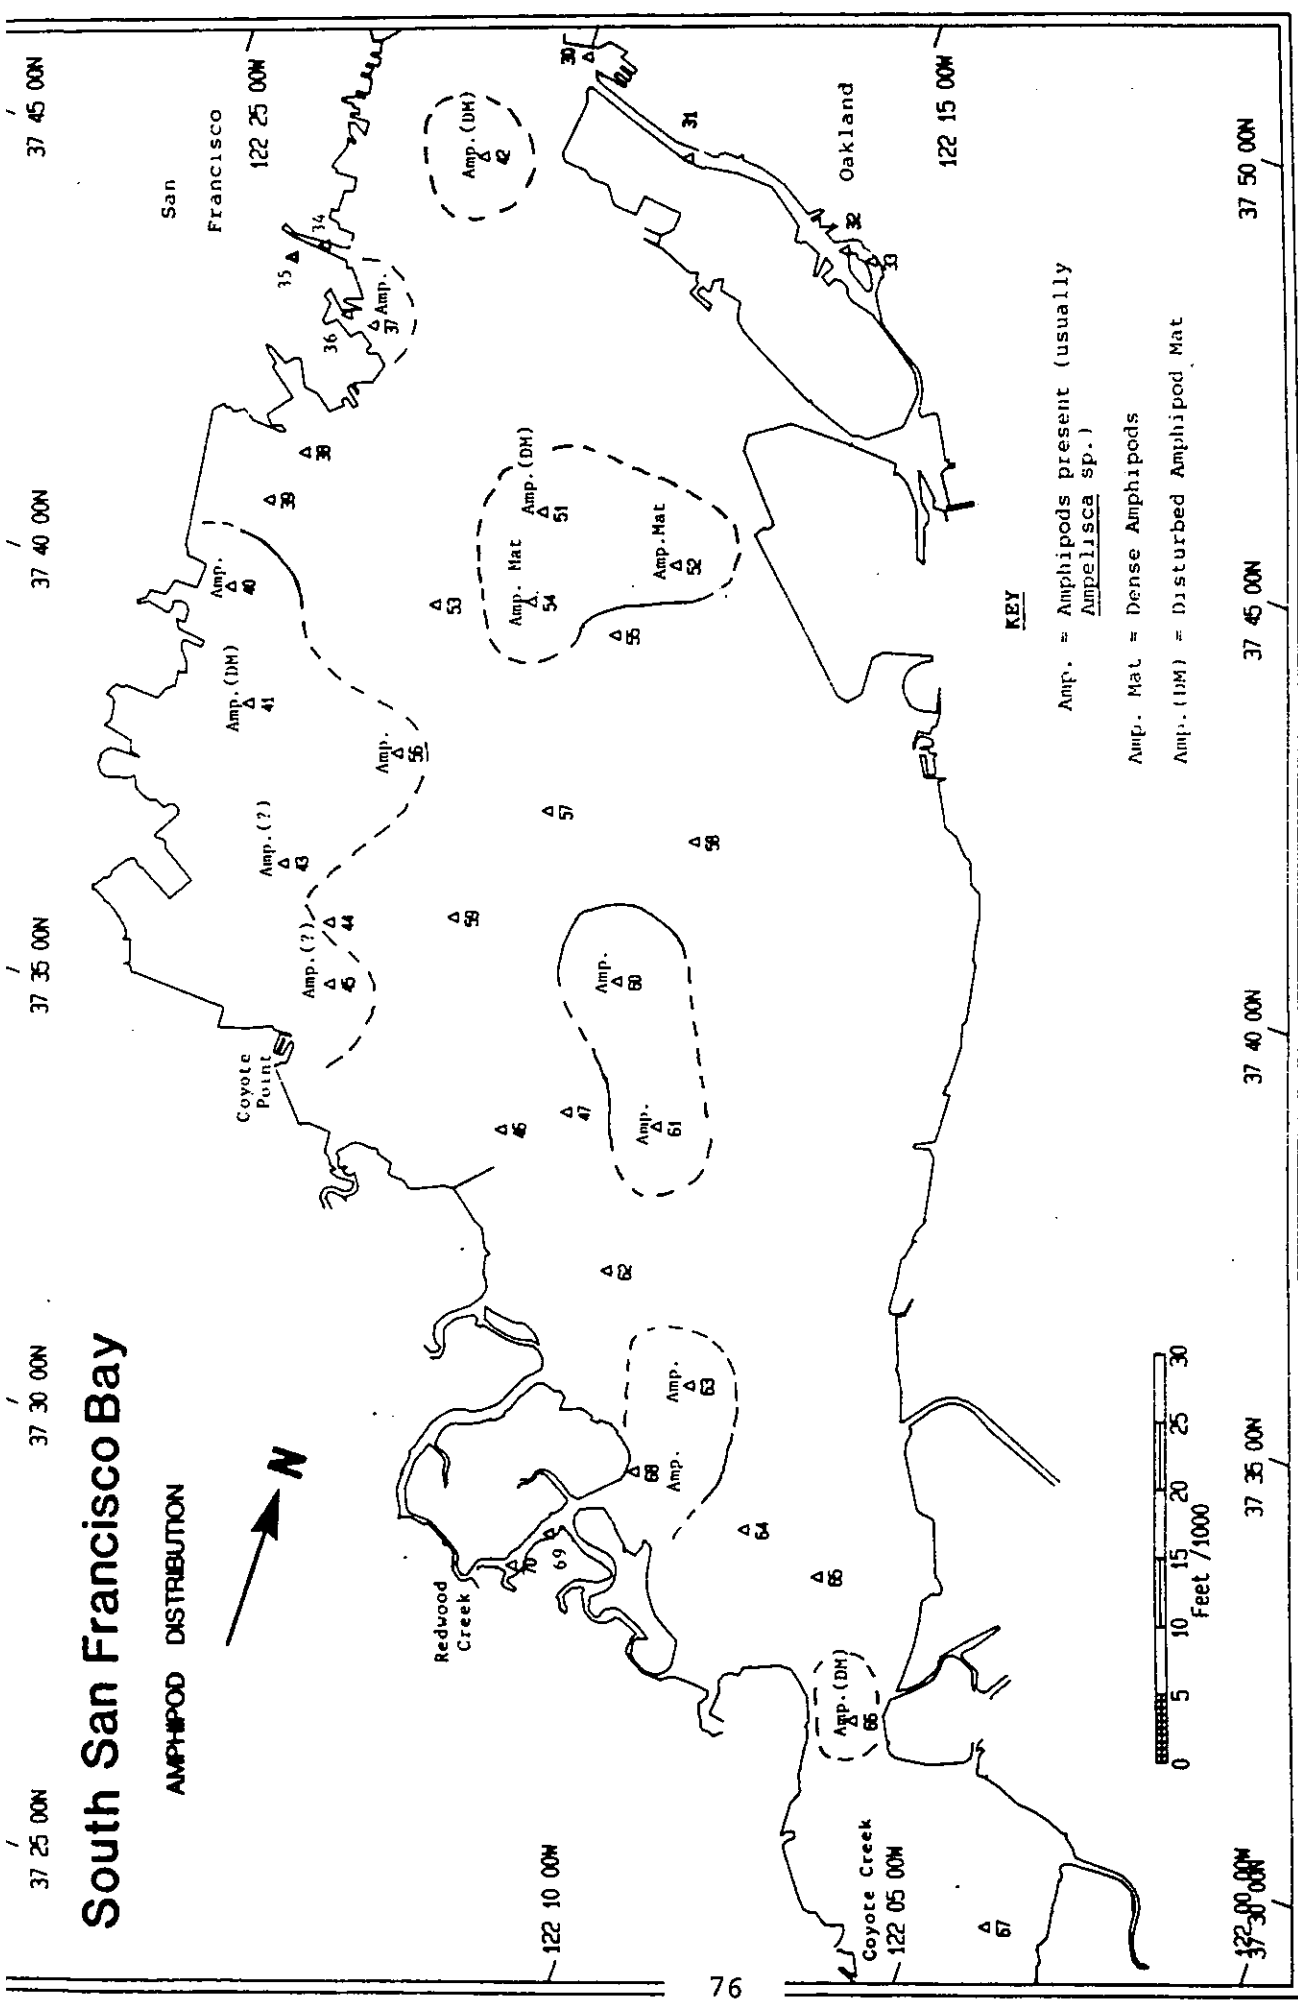 South San Francisco Bay
AMPHIPOD DISTRIBUTION
N
37 25 00N
37 30 00N
37 35 00N
37 40 00N
37 45 00N
San
Francisco
122 25 00W
35
34
36
Amp.
37
38
39
Amp.
40
Amp.(DM)
41
Amp.(DM)
42
Amp.(?)
43
44
Amp.(?)
45
Coyote
Point
46
47
Amp.(DM)
51
Amp.Mat
52
53
Amp. Mat
54
55
Amp.
56
57
58
59
Amp.
60
Amp.
61
62
Amp.
63
Amp.
68
64
65
Amp.(DM)
66
67
69
70
Redwood
Creek
Coyote Creek
30
31
32
33
Oakland
122 15 00W
122 10 00W
122 05 00W
122 00 00W
37 30 00N
37 35 00N
37 40 00N
37 45 00N
37 50 00N
KEY
Amp. = Amphipods present (usually
Ampelisca sp.)
Amp. Mat = Dense Amphipods
Amp.(DM) = Disturbed Amphipod Mat
0 5 10 15 20 25 30
Feet /1000
76